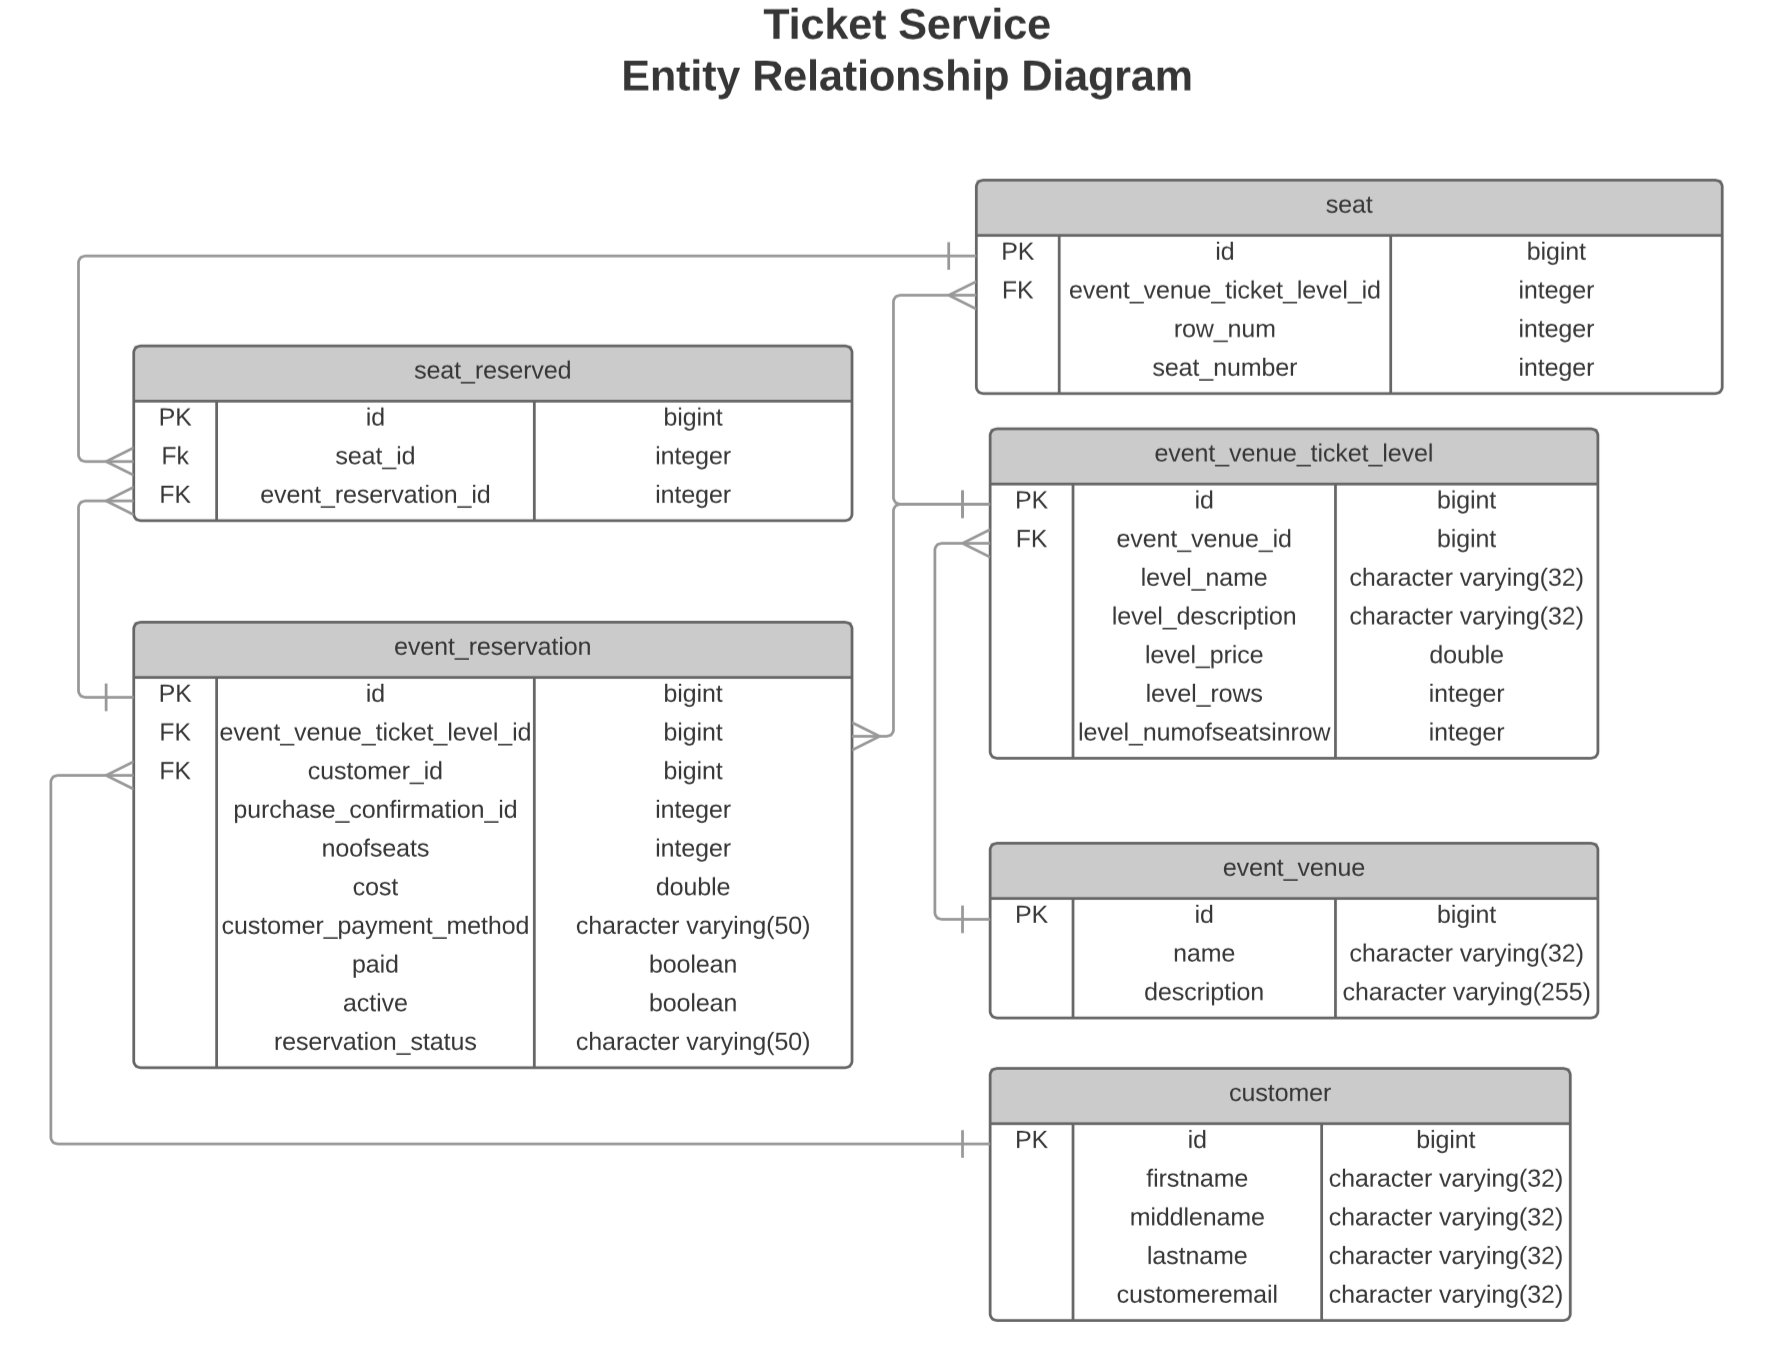 Ticket Service
Entity Relationship Diagram
seat
PK id bigint
FK event_venue_ticket_level_id integer
row_num integer
seat_number integer
seat_reserved
PK id bigint
Fk seat_id integer
FK event_reservation_id integer
event_venue_ticket_level
PK id bigint
FK event_venue_id bigint
level_name character varying(32)
level_description character varying(32)
level_price double
level_rows integer
level_numofseatsinrow integer
event_reservation
PK id bigint
FK event_venue_ticket_level_id bigint
FK customer_id bigint
purchase_confirmation_id integer
noofseats integer
cost double
customer_payment_method character varying(50)
paid boolean
active boolean
reservation_status character varying(50)
event_venue
PK id bigint
name character varying(32)
description character varying(255)
customer
PK id bigint
firstname character varying(32)
middlename character varying(32)
lastname character varying(32)
customeremail character varying(32)